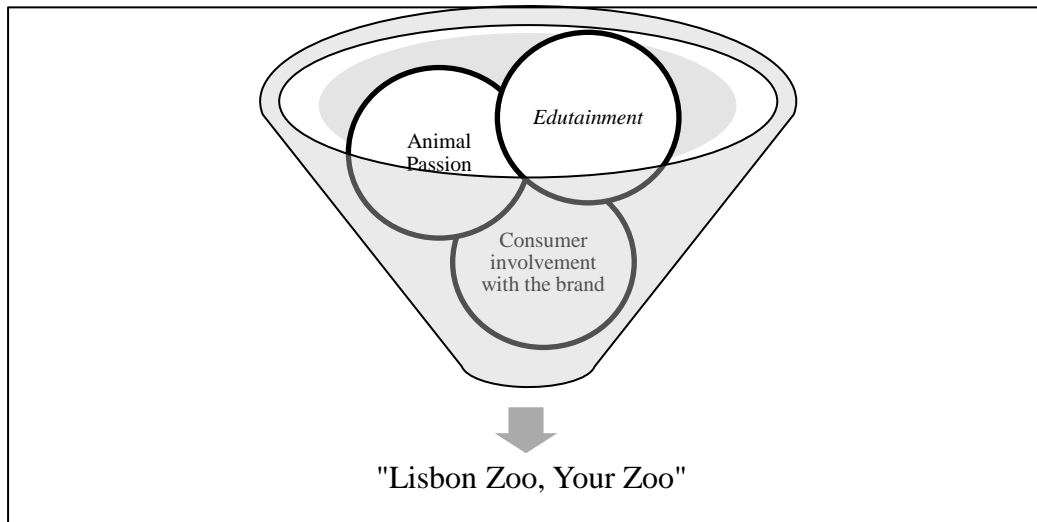 Edutainment
Animal
Passion
Consumer
involvement
with the brand
"Lisbon Zoo, Your Zoo"